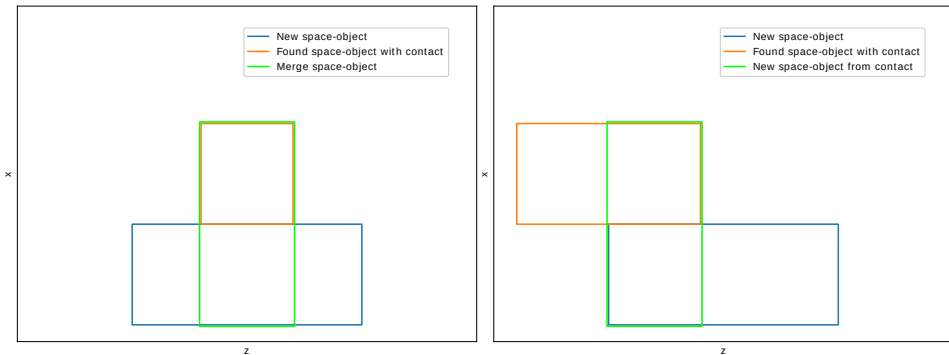 New space-object
Found space-object with contact
Merge space-object
x
z
New space-object
Found space-object with contact
New space-object from contact
x
z